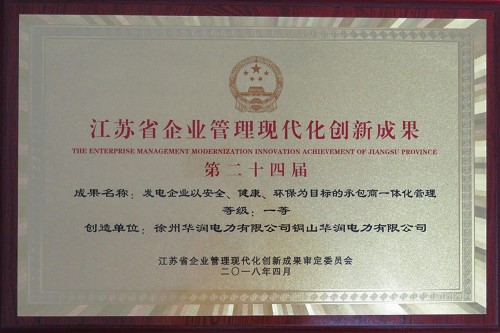 江苏省企业管理现代化创新成果
THE ENTERPRISE MANAGEMENT MODERNIZATION INNOVATION ACHIEVEMENT OF JIANGSU PROVINCE
第二十四届
成果名称：发电企业以安全、健康、环保为目标的承包商一体化管理
等级：一等
创造单位：徐州华润电力有限公司铜山华润电力有限公司
江苏省企业管理现代化创新成果审定委员会
二〇一八年四月